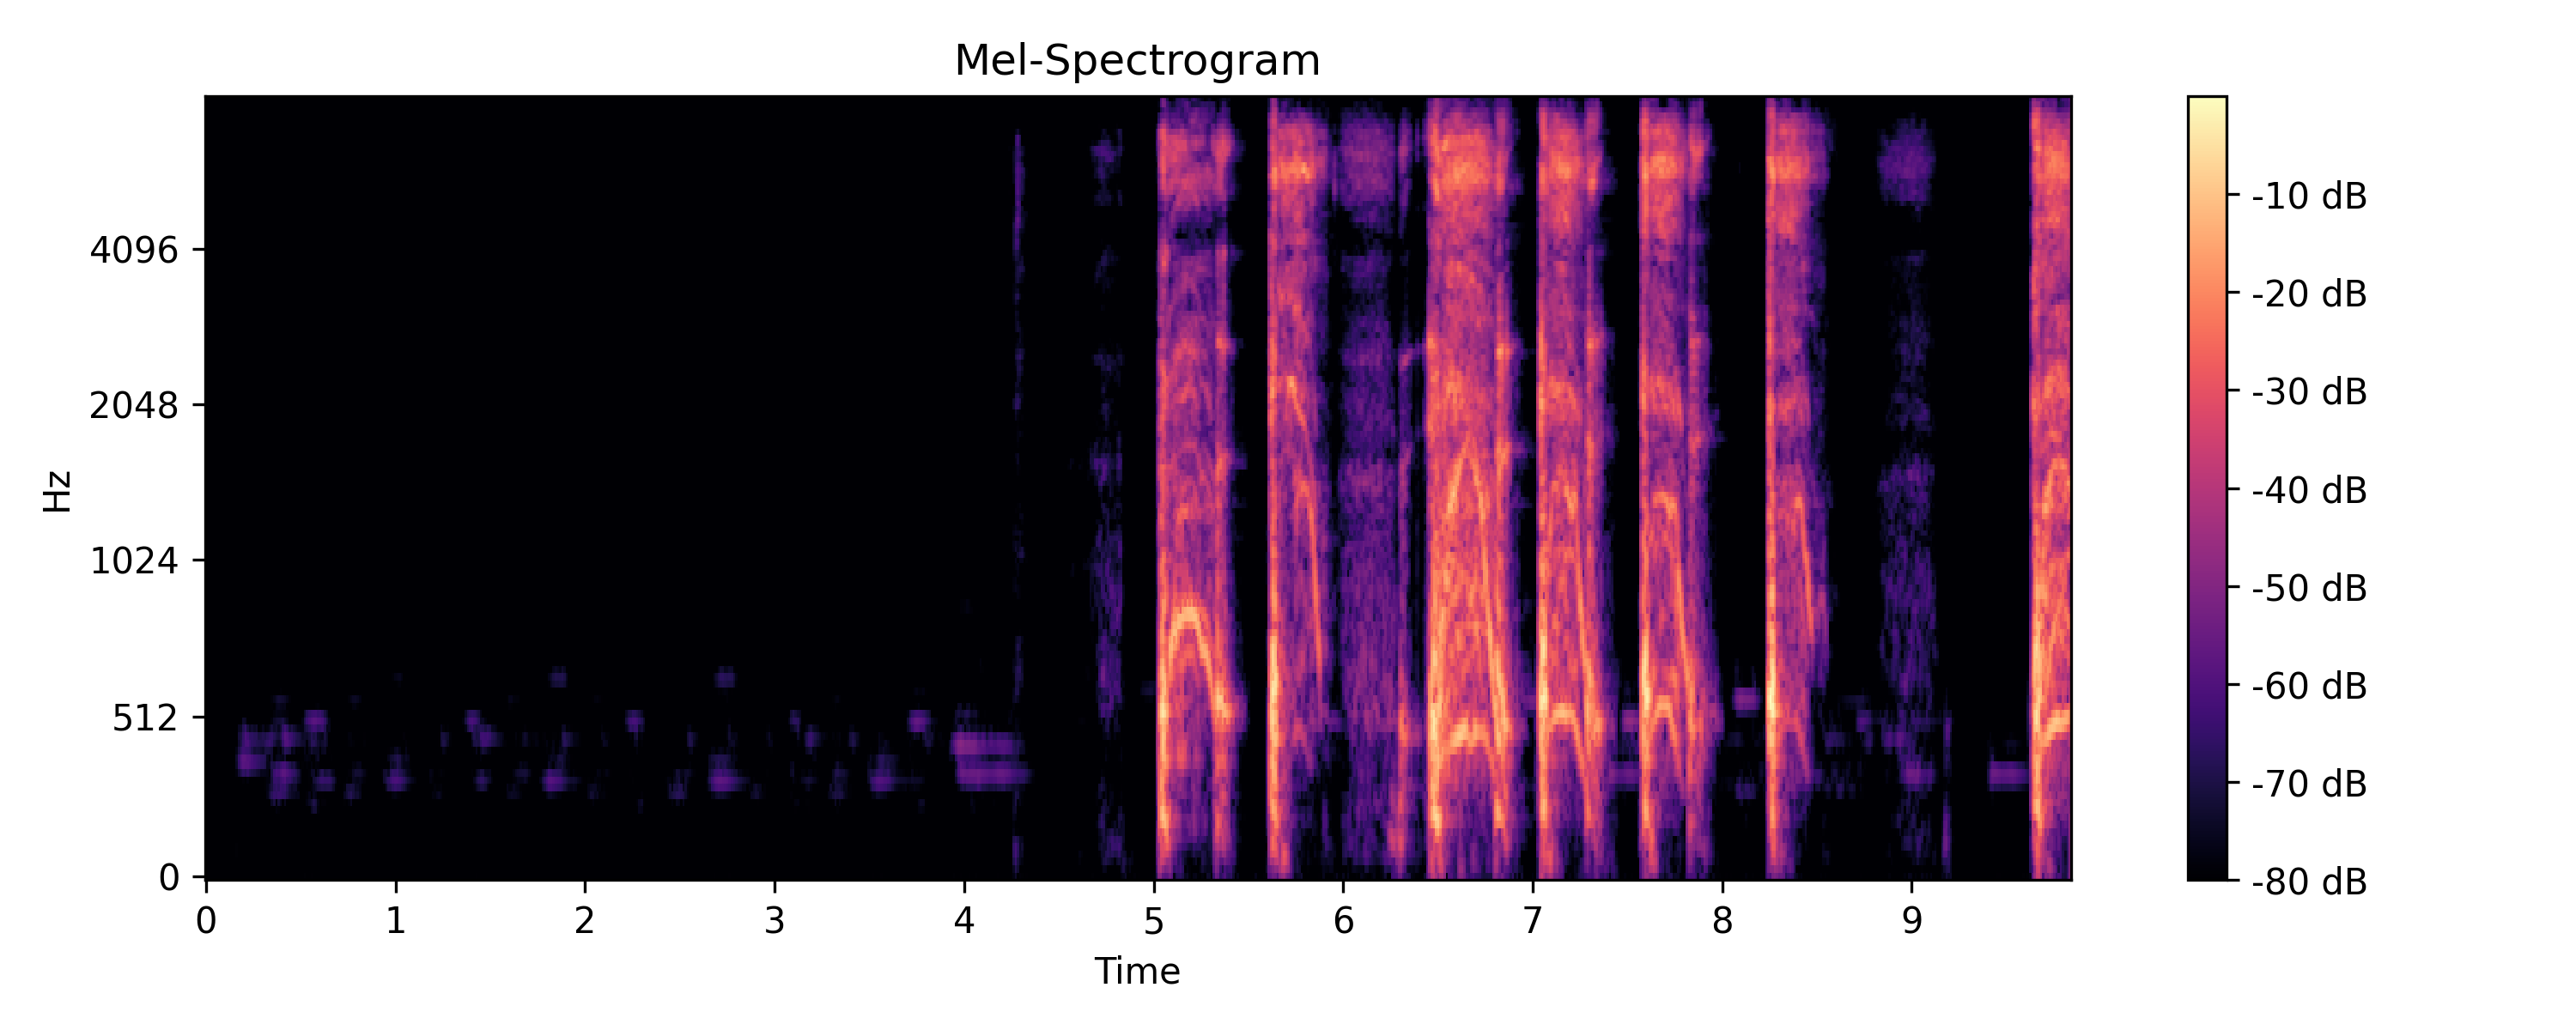 Mel-Spectrogram
Hz
4096
2048
1024
512
0
0 1 2 3 4 5 6 7 8 9
Time
-10 dB
-20 dB
-30 dB
-40 dB
-50 dB
-60 dB
-70 dB
-80 dB